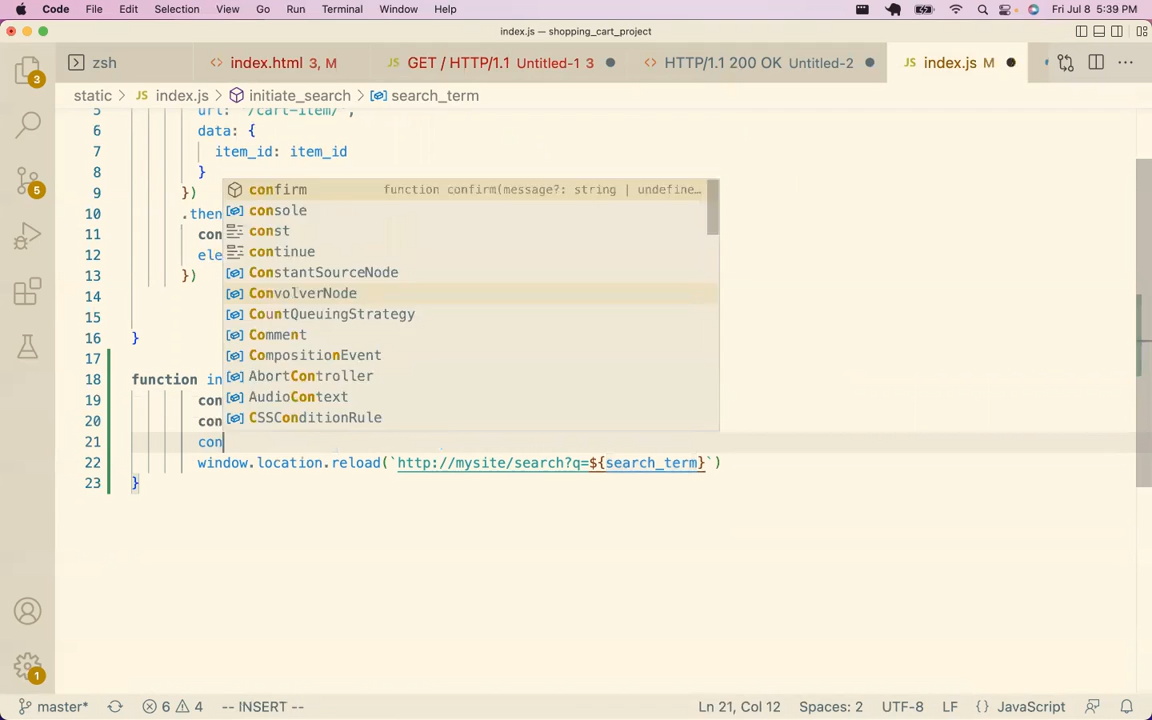 Code File Edit Selection View Go Run Terminal Window Help Fri Jul 8 5:39 PM
index.js — shopping_cart_project
zsh index.html 3, M GET / HTTP/1.1 Untitled-1 3 HTTP/1.1 200 OK Untitled-2 JS index.js M
static > JS index.js > initiate_search > search_term
5 url: "/cart-item/",
6 data: {
7 item_id: item_id
8 }
9 })
10 .then
11 con
12 ele
13 })
14
15
16 }
17
18 function in
19 con
20 con
21 con
22 window.location.reload(`http://mysite/search?q=${search_term}`)
23 }
confirm function confirm(message?: string | undefine…
console
const
continue
ConstantSourceNode
ConvolverNode
CountQueuingStrategy
Comment
CompositionEvent
AbortController
AudioContext
CSSConditionRule
3
5
1
master* 6 4 -- INSERT -- Ln 21, Col 12 Spaces: 2 UTF-8 LF {} JavaScript